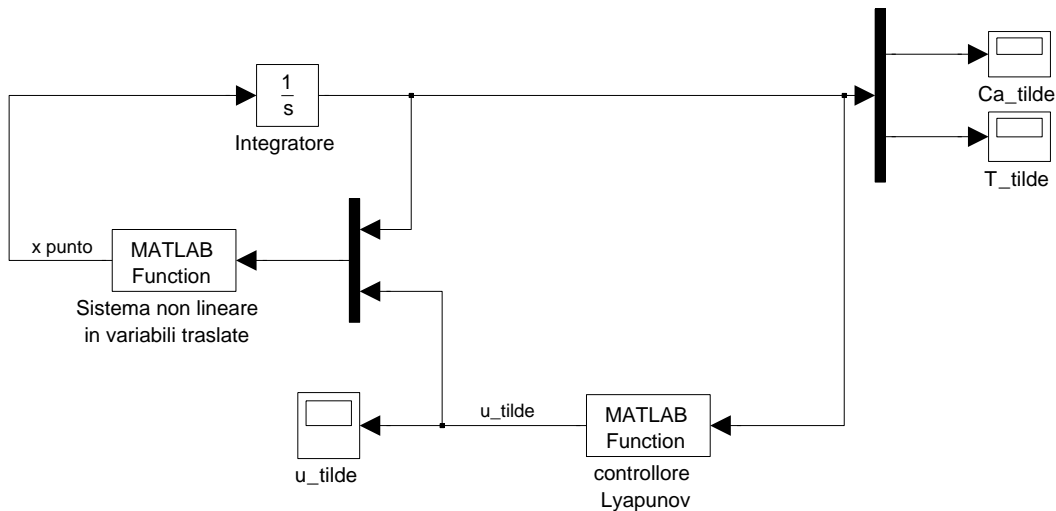 1
s
Integratore
Ca_tilde
T_tilde
x punto
MATLAB
Function
Sistema non lineare
in variabili traslate
u_tilde
u_tilde
MATLAB
Function
controllore
Lyapunov